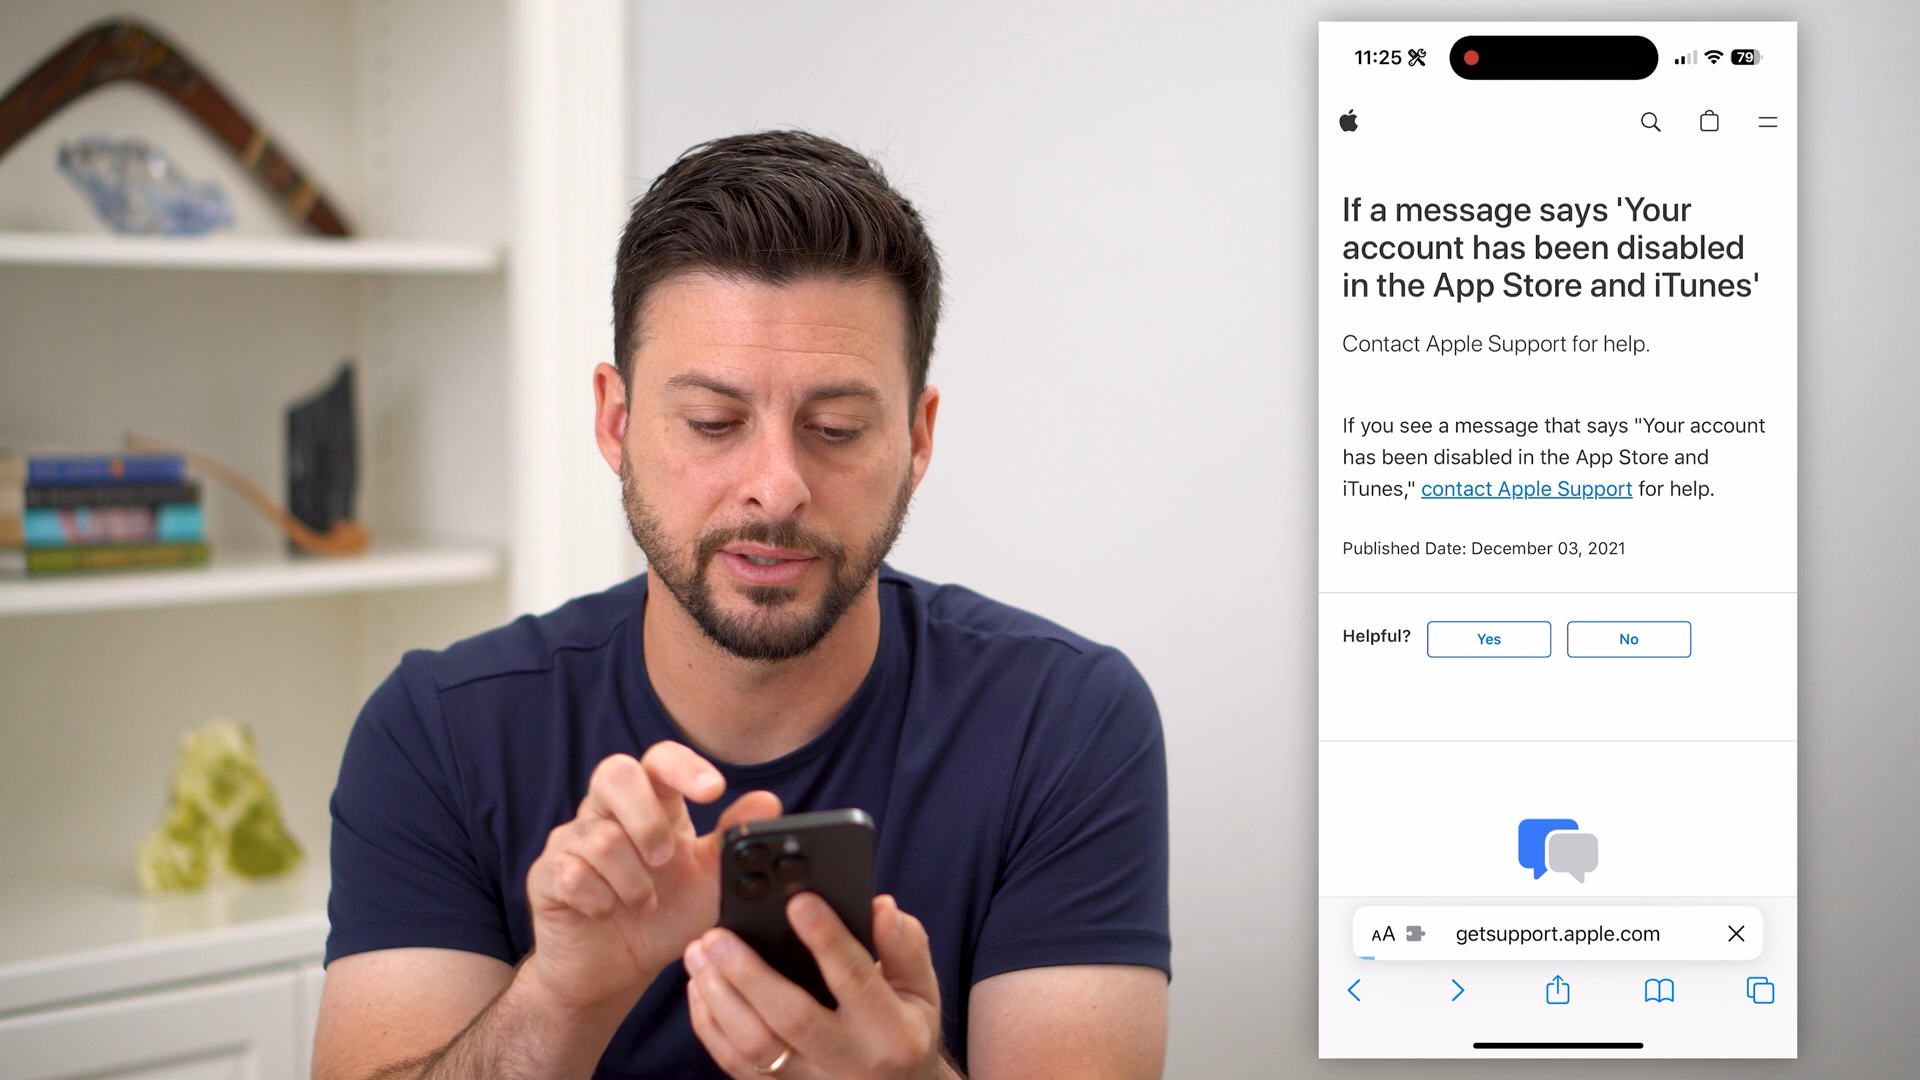 11:25
79
If a message says 'Your
account has been disabled
in the App Store and iTunes'
Contact Apple Support for help.
If you see a message that says "Your account
has been disabled in the App Store and
iTunes," contact Apple Support for help.
Published Date: December 03, 2021
Helpful?
Yes
No
AA
getsupport.apple.com